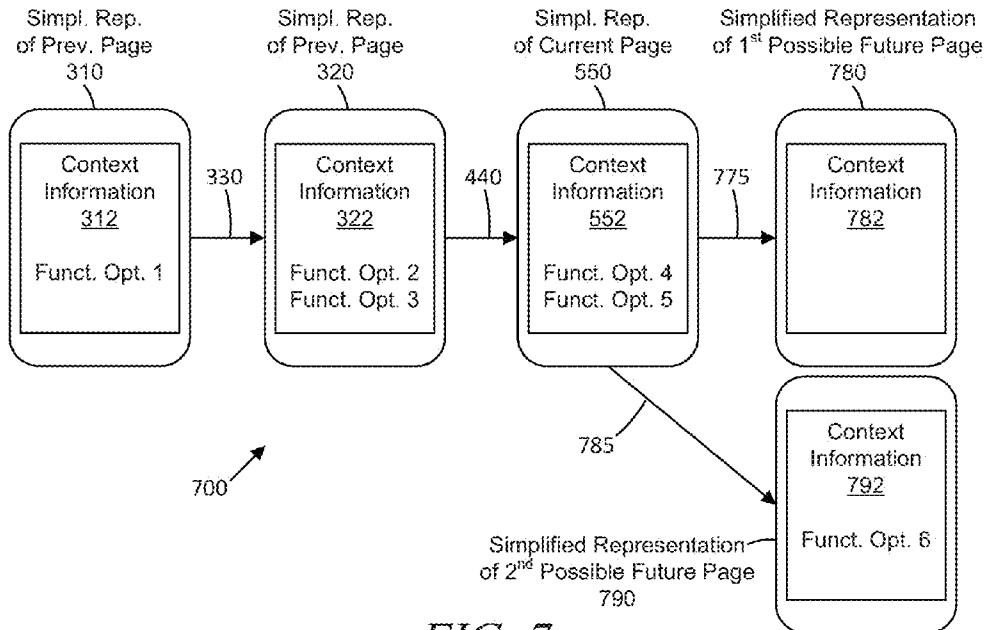 Simpl. Rep.
of Prev. Page
310
Simpl. Rep.
of Prev. Page
320
Simpl. Rep.
of Current Page
550
Simplified Representation
of 1st Possible Future Page
780
Context
Information
312
Funct. Opt. 1
330
Context
Information
322
Funct. Opt. 2
Funct. Opt. 3
440
Context
Information
552
Funct. Opt. 4
Funct. Opt. 5
775
Context
Information
782
785
700
Context
Information
792
Funct. Opt. 6
Simplified Representation
of 2nd Possible Future Page
790
FIG. 7